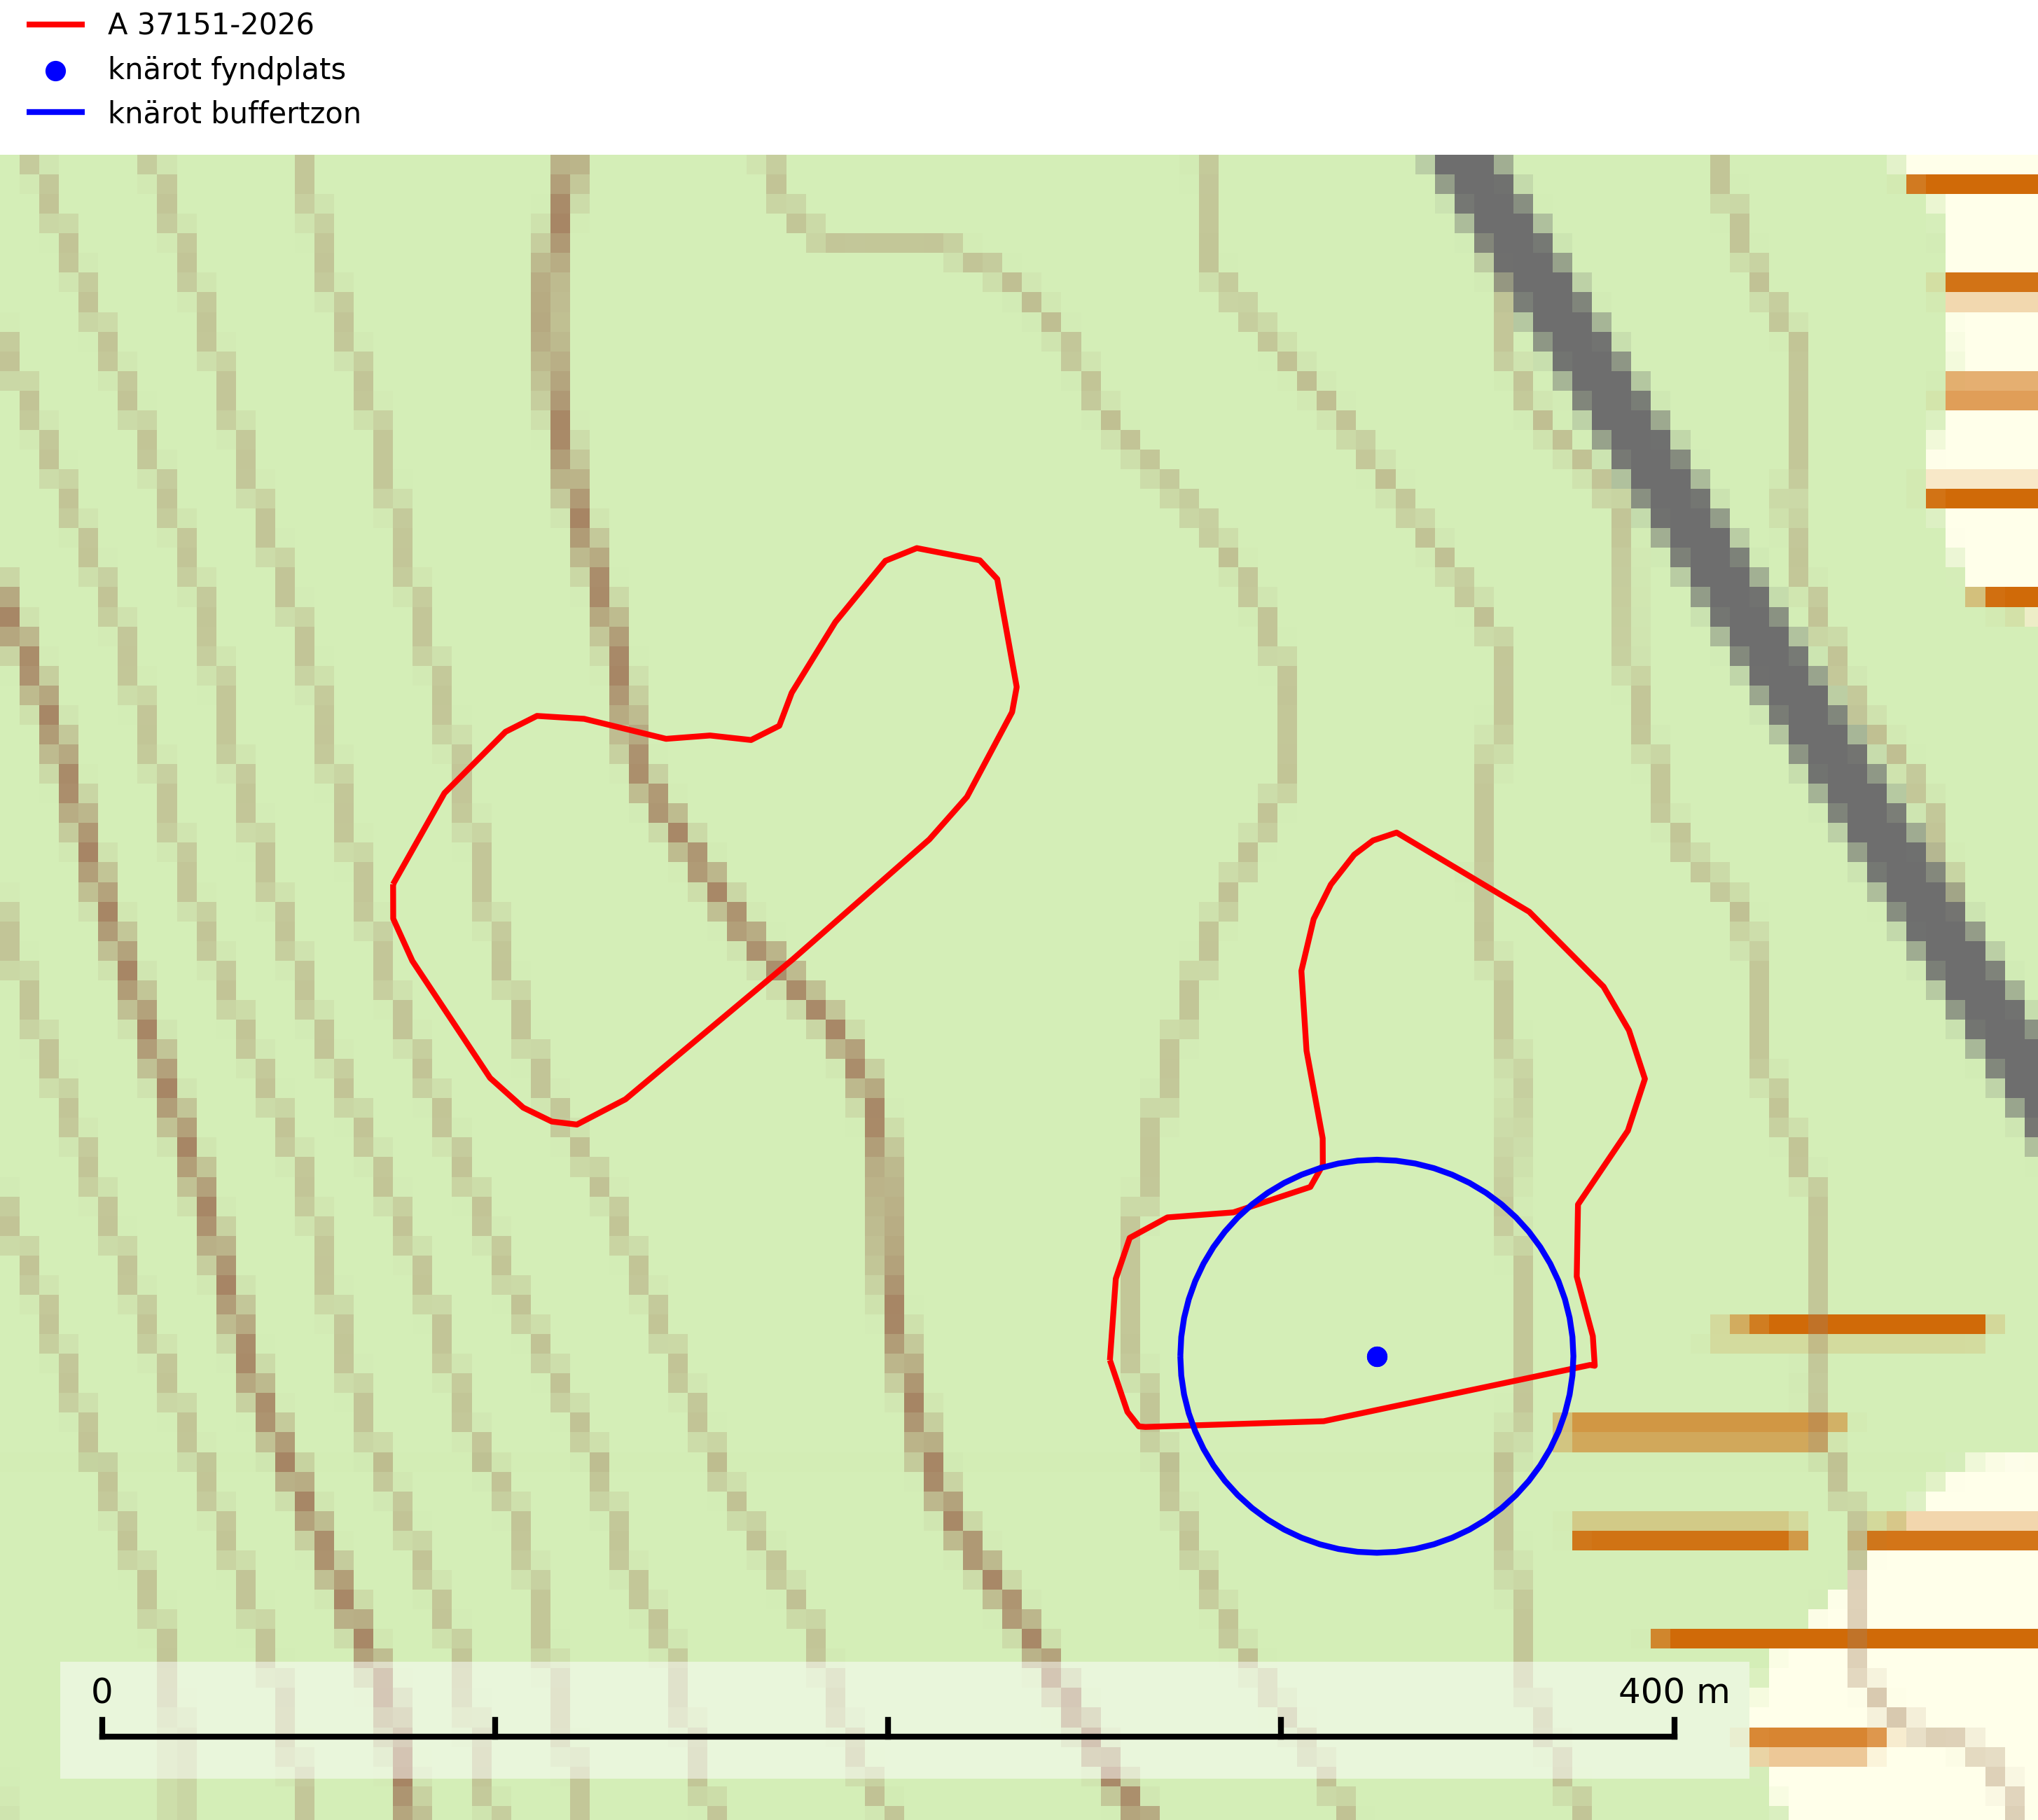 A 37151-2026
knärot fyndplats
knärot buffertzon
0 400 m